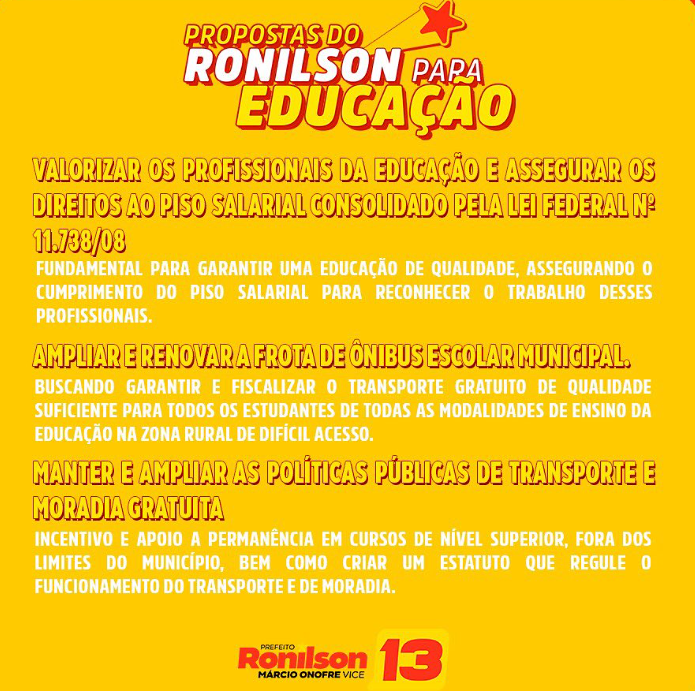 PROPOSTAS DO
RONILSON PARA
EDUCAÇÃO
VALORIZAR OS PROFISSIONAIS DA EDUCAÇÃO E ASSEGURAR OS
DIREITOS AO PISO SALARIAL CONSOLIDADO PELA LEI FEDERAL Nº
11.738/08
FUNDAMENTAL PARA GARANTIR UMA EDUCAÇÃO DE QUALIDADE, ASSEGURANDO O
CUMPRIMENTO DO PISO SALARIAL PARA RECONHECER O TRABALHO DESSES
PROFISSIONAIS.
AMPLIAR E RENOVAR A FROTA DE ÔNIBUS ESCOLAR MUNICIPAL.
BUSCANDO GARANTIR E FISCALIZAR O TRANSPORTE GRATUITO DE QUALIDADE
SUFICIENTE PARA TODOS OS ESTUDANTES DE TODAS AS MODALIDADES DE ENSINO DA
EDUCAÇÃO NA ZONA RURAL DE DIFÍCIL ACESSO.
MANTER E AMPLIAR AS POLÍTICAS PÚBLICAS DE TRANSPORTE E
MORADIA GRATUITA
INCENTIVO E APOIO A PERMANÊNCIA EM CURSOS DE NÍVEL SUPERIOR, FORA DOS
LIMITES DO MUNICÍPIO, BEM COMO CRIAR UM ESTATUTO QUE REGULE O
FUNCIONAMENTO DO TRANSPORTE E DE MORADIA.
PREFEITO
Ronilson 13
MÁRCIO ONOFRE VICE